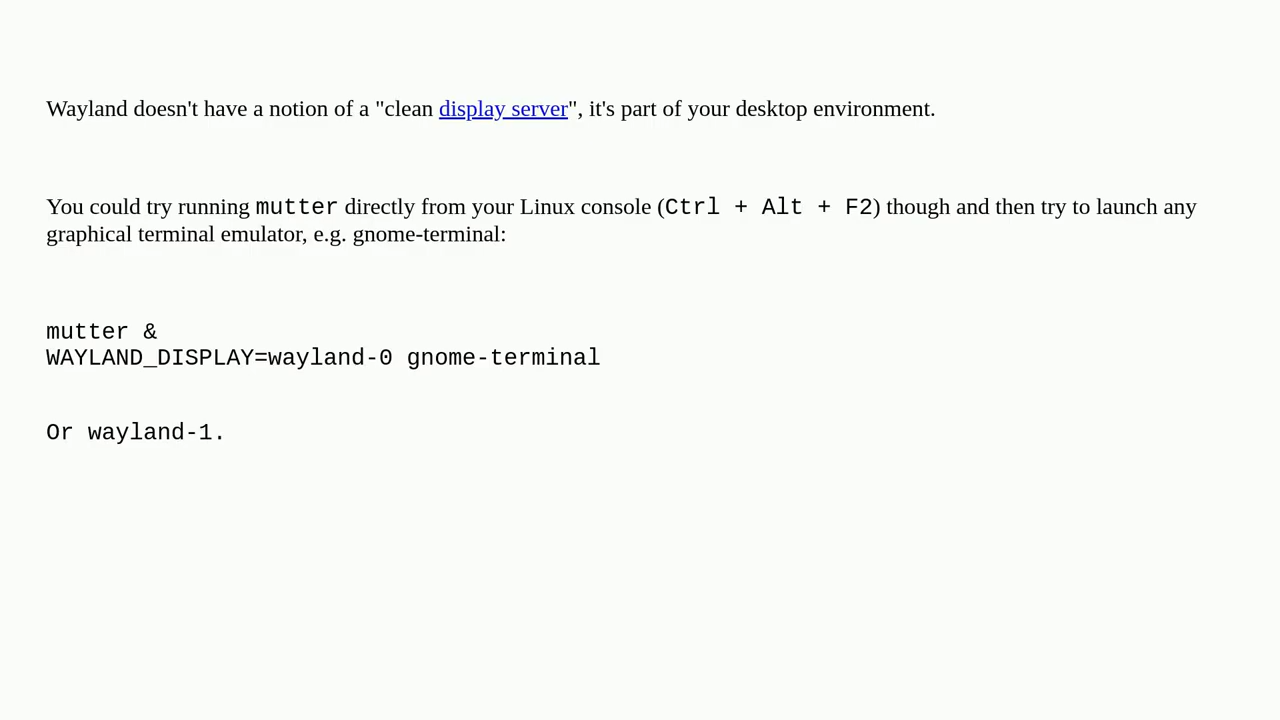 Wayland doesn't have a notion of a "clean display server", it's part of your desktop environment.
You could try running mutter directly from your Linux console (Ctrl + Alt + F2) though and then try to launch any
graphical terminal emulator, e.g. gnome-terminal:
mutter &
WAYLAND_DISPLAY=wayland-0 gnome-terminal
Or wayland-1.